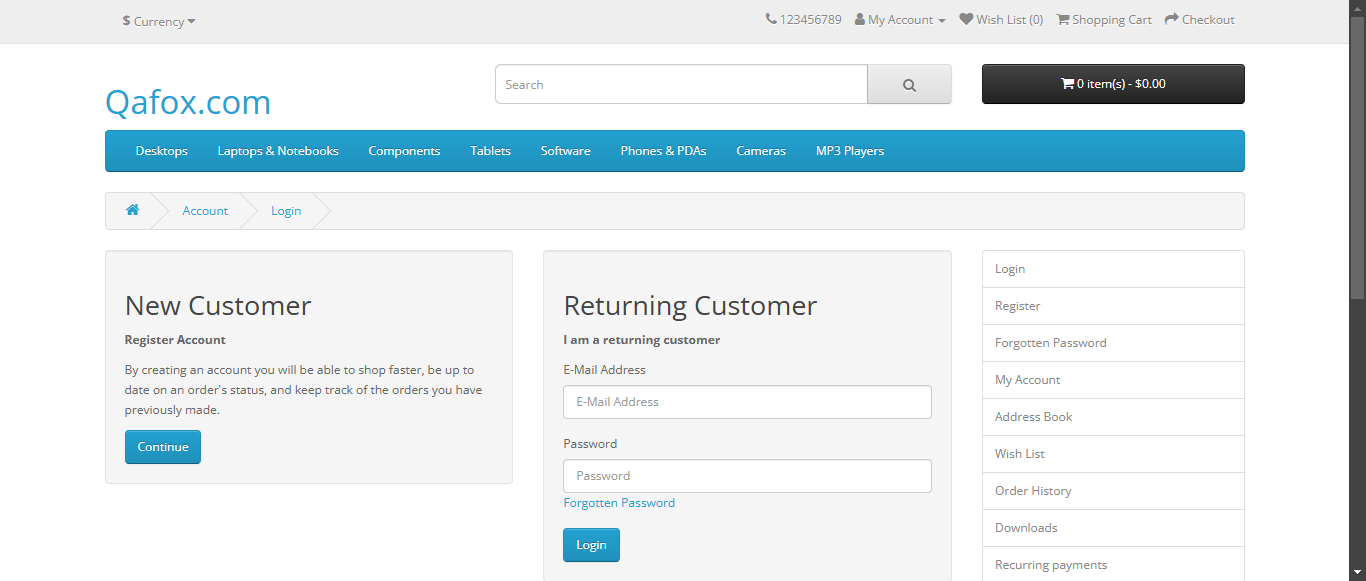 $ Currency
123456789 My Account Wish List (0) Shopping Cart Checkout
Qafox.com
Search
0 item(s) - $0.00
Desktops Laptops & Notebooks Components Tablets Software Phones & PDAs Cameras MP3 Players
Account Login
New Customer
Register Account
By creating an account you will be able to shop faster, be up to
date on an order's status, and keep track of the orders you have
previously made.
Continue
Returning Customer
I am a returning customer
E-Mail Address
E-Mail Address
Password
Password
Forgotten Password
Login
Login
Register
Forgotten Password
My Account
Address Book
Wish List
Order History
Downloads
Recurring payments